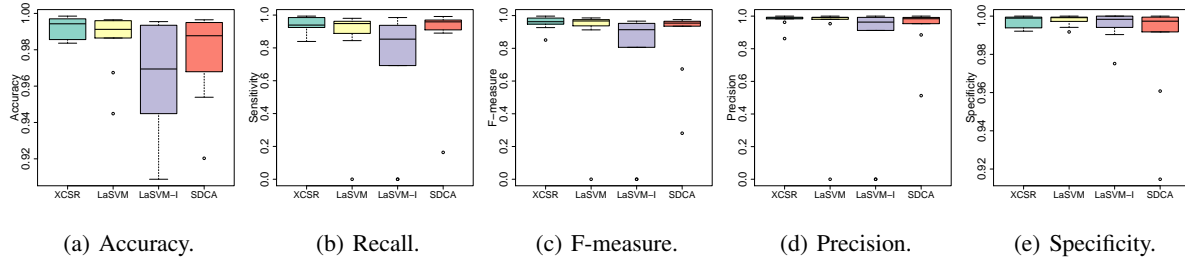 Accuracy
0.92 0.94 0.96 0.98 1.00
XCSR LaSVM LaSVM−I SDCA
(a) Accuracy.
Sensitivity
0.0 0.2 0.4 0.6 0.8 1.0
XCSR LaSVM LaSVM−I SDCA
(b) Recall.
F−measure
0.0 0.2 0.4 0.6 0.8 1.0
XCSR LaSVM LaSVM−I SDCA
(c) F-measure.
Precision
0.0 0.2 0.4 0.6 0.8 1.0
XCSR LaSVM LaSVM−I SDCA
(d) Precision.
Specificity
0.92 0.94 0.96 0.98 1.00
XCSR LaSVM LaSVM−I SDCA
(e) Specificity.